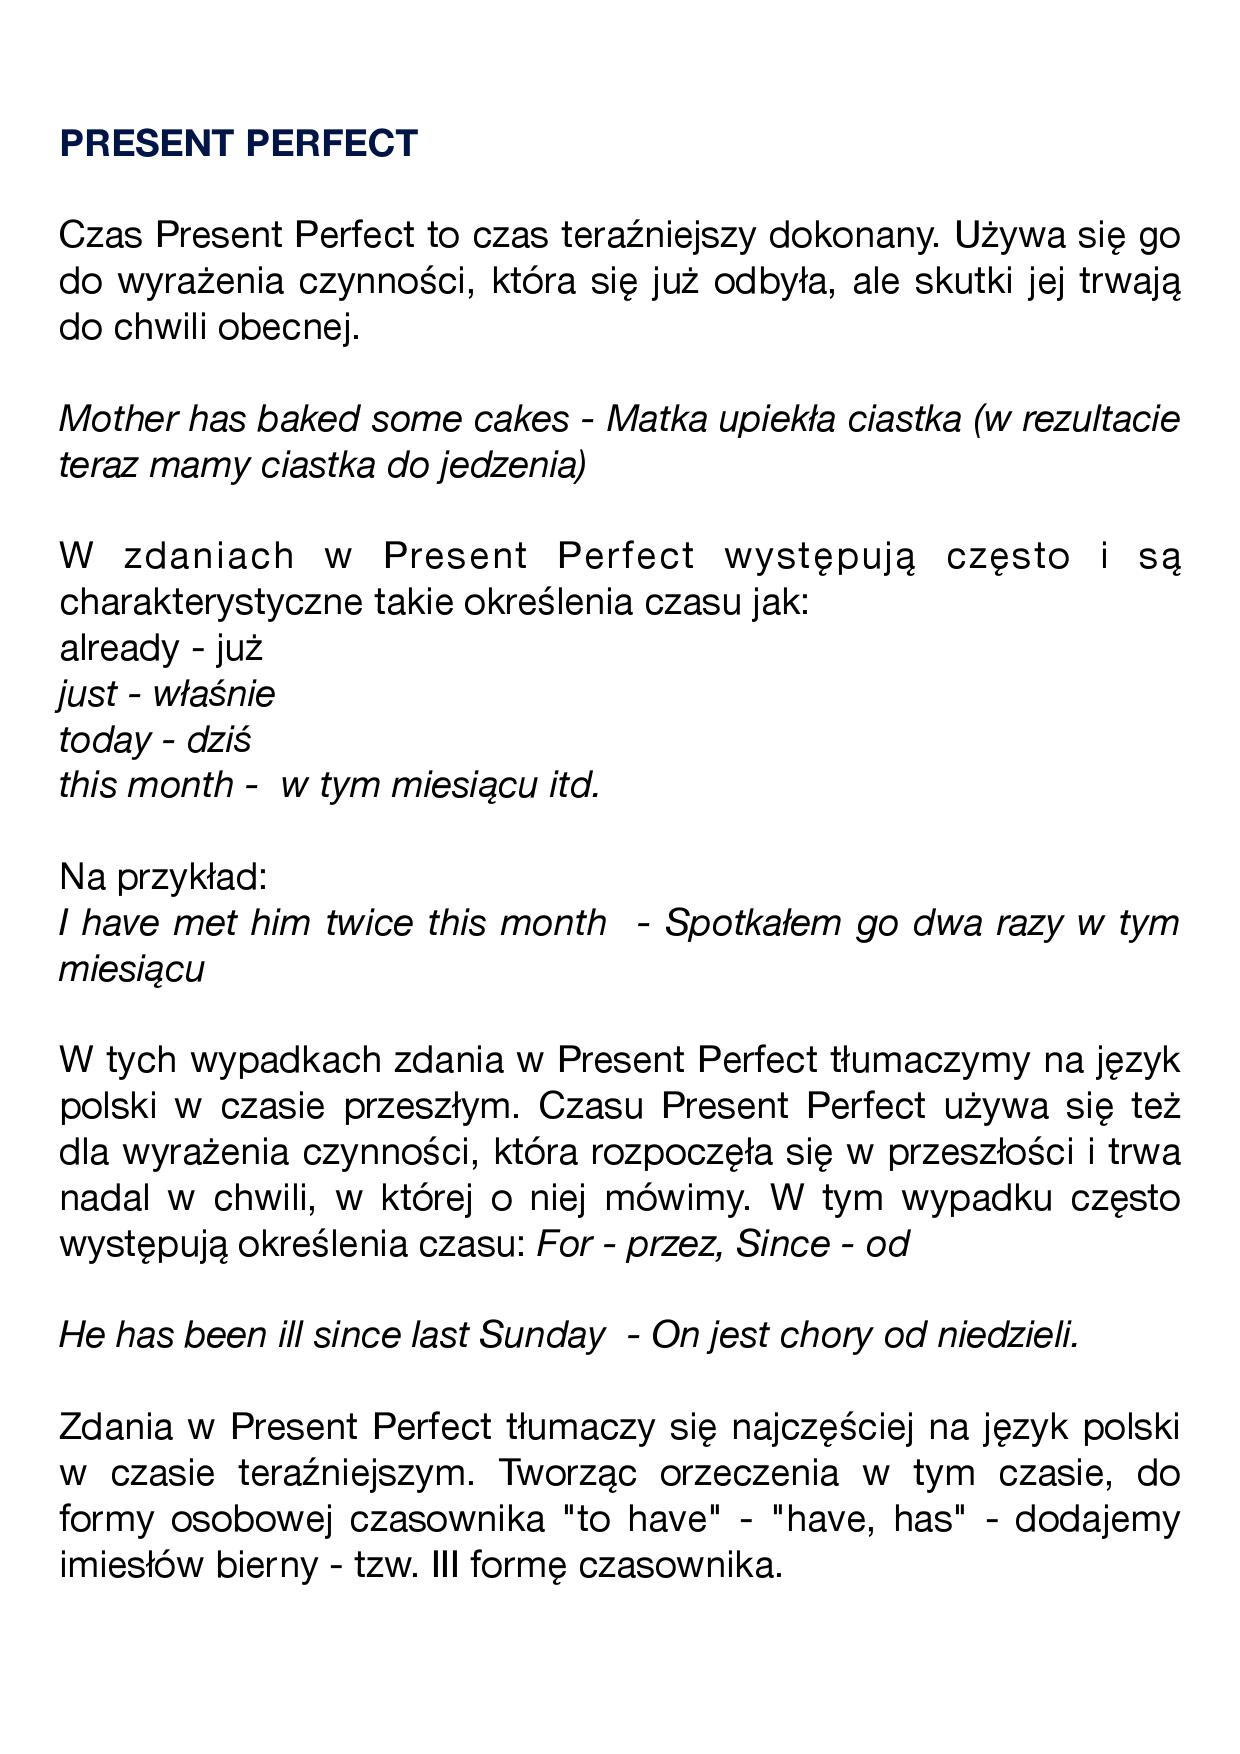 PRESENT PERFECT
Czas Present Perfect to czas teraźniejszy dokonany. Używa się go
do wyrażenia czynności, która się już odbyła, ale skutki jej trwają
do chwili obecnej.
Mother has baked some cakes - Matka upiekła ciastka (w rezultacie
teraz mamy ciastka do jedzenia)
W zdaniach w Present Perfect występują często i są
charakterystyczne takie określenia czasu jak:
already - już
just - właśnie
today - dziś
this month -  w tym miesiącu itd.
Na przykład:
I have met him twice this month  - Spotkałem go dwa razy w tym
miesiącu
W tych wypadkach zdania w Present Perfect tłumaczymy na język
polski w czasie przeszłym. Czasu Present Perfect używa się też
dla wyrażenia czynności, która rozpoczęła się w przeszłości i trwa
nadal w chwili, w której o niej mówimy. W tym wypadku często
występują określenia czasu: For - przez, Since - od
He has been ill since last Sunday  - On jest chory od niedzieli.
Zdania w Present Perfect tłumaczy się najczęściej na język polski
w czasie teraźniejszym. Tworząc orzeczenia w tym czasie, do
formy osobowej czasownika "to have" - "have, has" - dodajemy
imiesłów bierny - tzw. III formę czasownika.